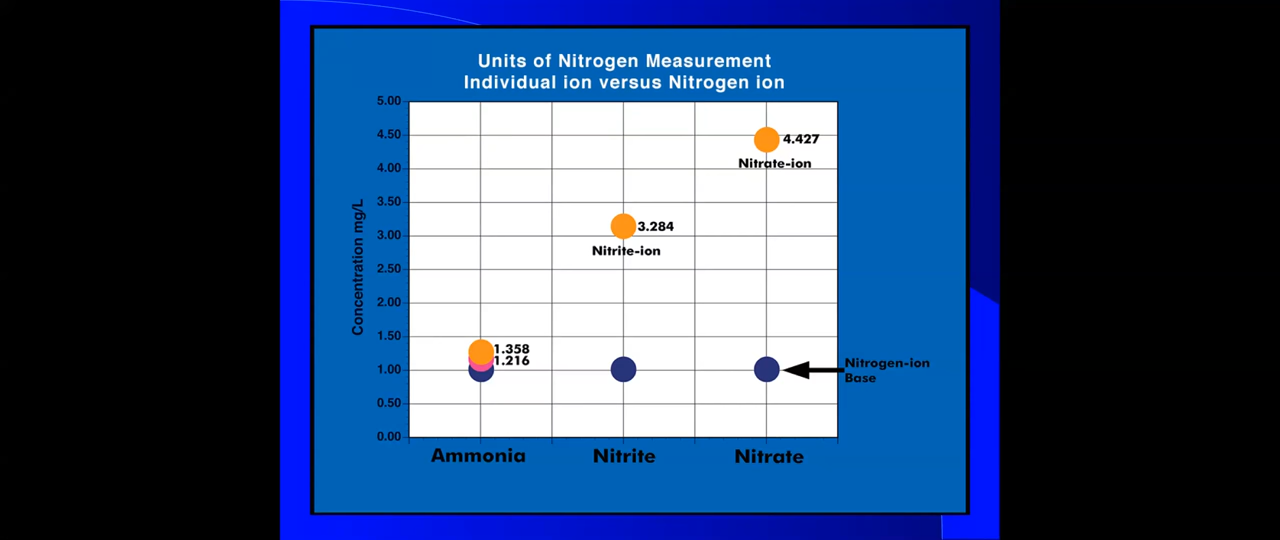 Units of Nitrogen Measurement
Individual ion versus Nitrogen ion
5.00
4.50
4.00
3.50
3.00
2.50
2.00
1.50
1.00
0.50
0.00
Concentration mg/L
4.427
Nitrate-ion
3.284
Nitrite-ion
1.358
1.216
Nitrogen-ion
Base
Ammonia
Nitrite
Nitrate